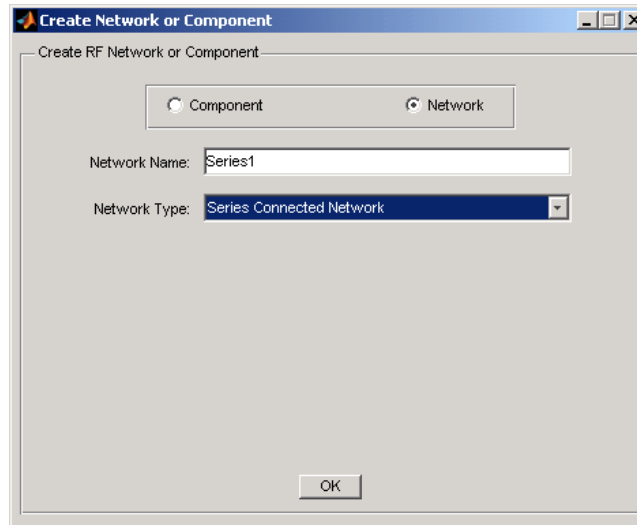 Create Network or Component
Create RF Network or Component
Component Network
Network Name: Series1
Network Type: Series Connected Network
OK